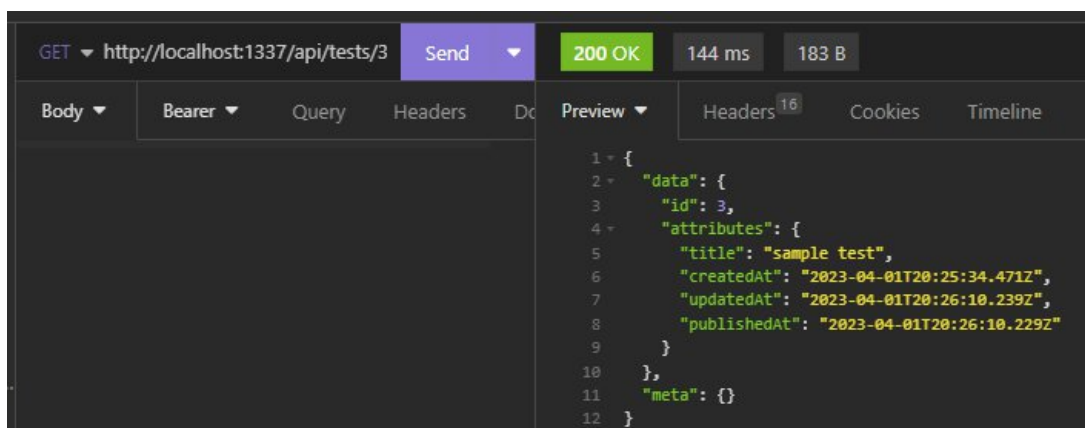 GET http://localhost:1337/api/tests/3 Send 200 OK 144 ms 183 B
Body Bearer Query Headers Dc Preview Headers 16 Cookies Timeline
1 {
2 "data": {
3 "id": 3,
4 "attributes": {
5 "title": "sample test",
6 "createdAt": "2023-04-01T20:25:34.471Z",
7 "updatedAt": "2023-04-01T20:26:10.239Z",
8 "publishedAt": "2023-04-01T20:26:10.229Z"
9 }
10 },
11 "meta": {}
12 }